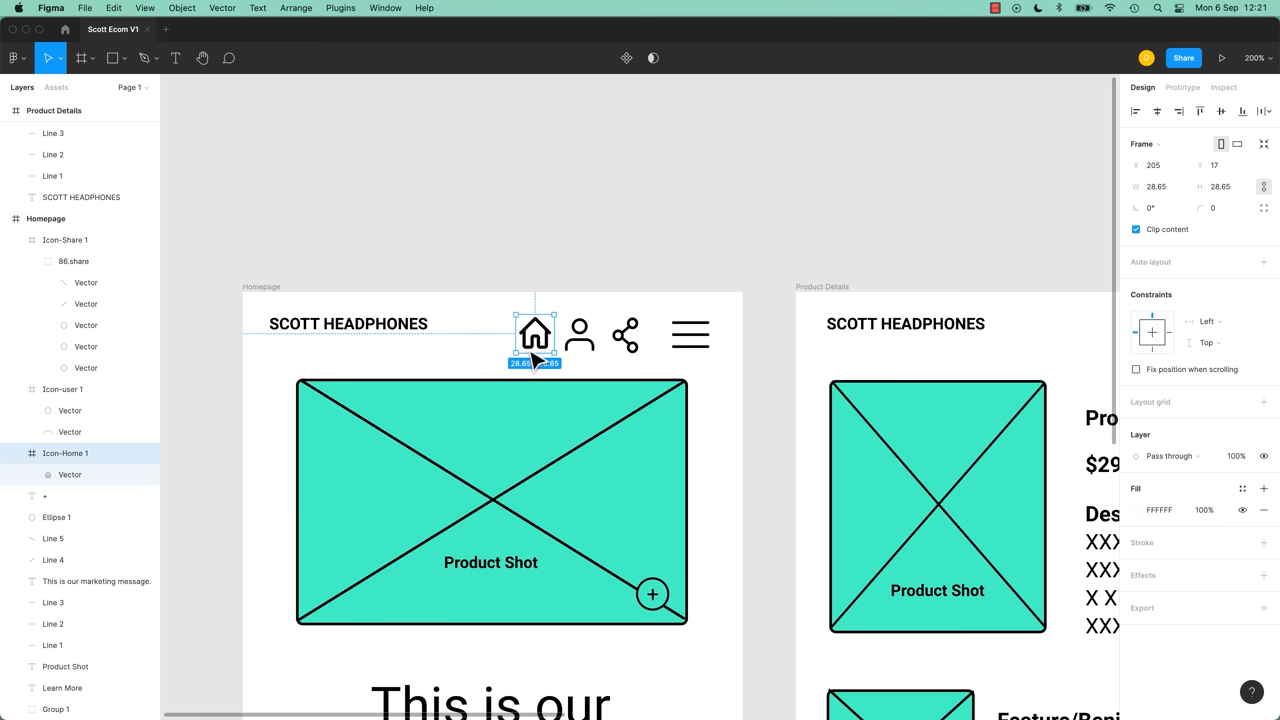 Figma File Edit View Object Vector Text Arrange Plugins Window Help Mon 6 Sep 12:21
Scott Ecom V1
D Share 200%
Layers Assets Page 1
Product Details
Line 3
Line 2
Line 1
SCOTT HEADPHONES
Homepage
Icon-Share 1
86.share
Vector
Vector
Vector
Vector
Vector
Icon-user 1
Vector
Vector
Icon-Home 1
Vector
+
Ellipse 1
Line 5
Line 4
This is our marketing message.
Line 3
Line 2
Line 1
Product Shot
Learn More
Group 1
Homepage
SCOTT HEADPHONES
Product Shot
+
This is our
Product Details
SCOTT HEADPHONES
Product Shot
Pro
$29
Des
XXX
XXX
X X
XXX
Design Prototype Inspect
Frame
X 205 Y 17
W 28.65 H 28.65
0° 0
Clip content
Auto layout
Constraints
Left
Top
Fix position when scrolling
Layout grid
Layer
Pass through 100%
Fill
FFFFFF 100%
Stroke
Effects
Export
?